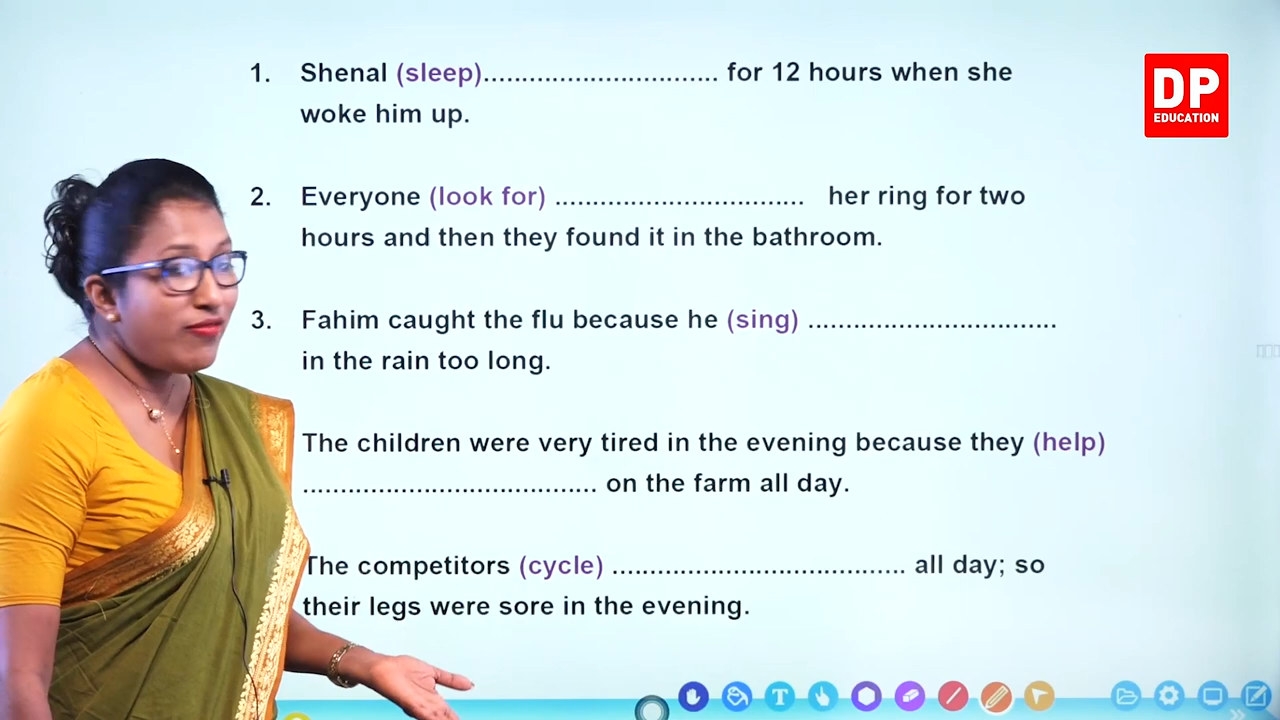 1. Shenal (sleep)............................... for 12 hours when she
woke him up.
2. Everyone (look for) ................................. her ring for two
hours and then they found it in the bathroom.
3. Fahim caught the flu because he (sing) .................................
in the rain too long.
The children were very tired in the evening because they (help)
....................................... on the farm all day.
The competitors (cycle) ....................................... all day; so
their legs were sore in the evening.
DP
EDUCATION
T